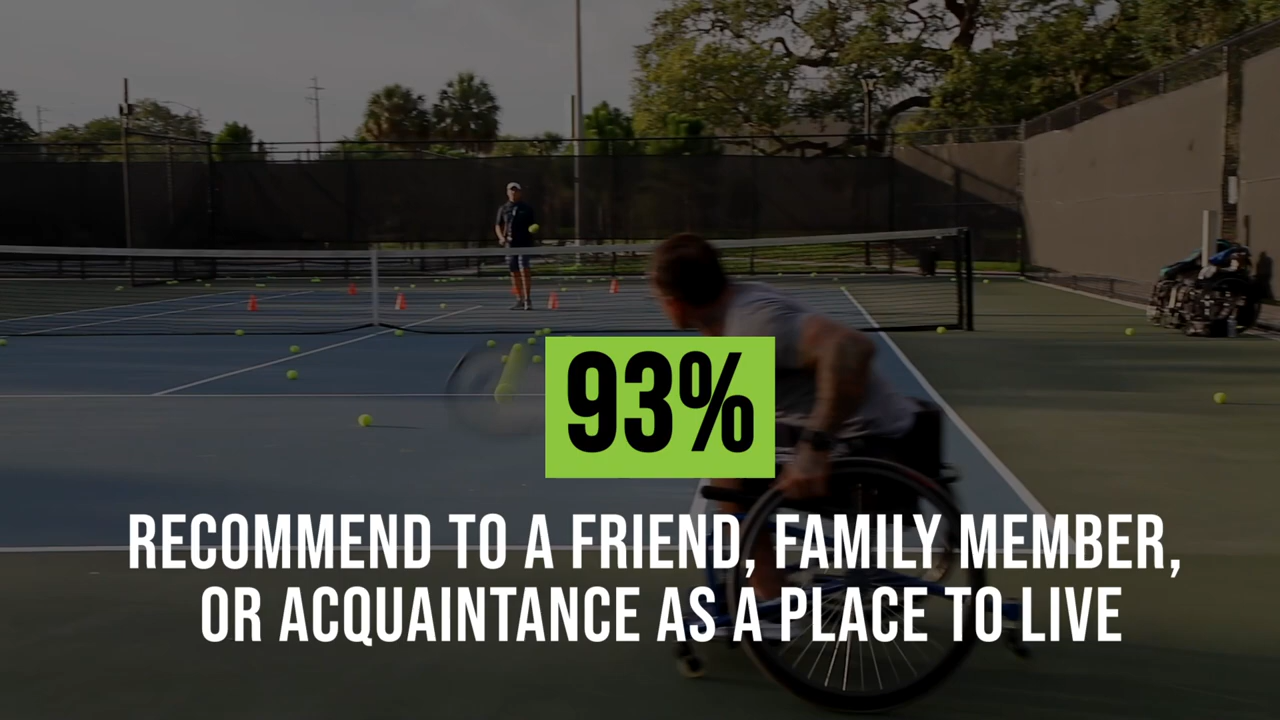 93%
RECOMMEND TO A FRIEND, FAMILY MEMBER,
OR ACQUAINTANCE AS A PLACE TO LIVE